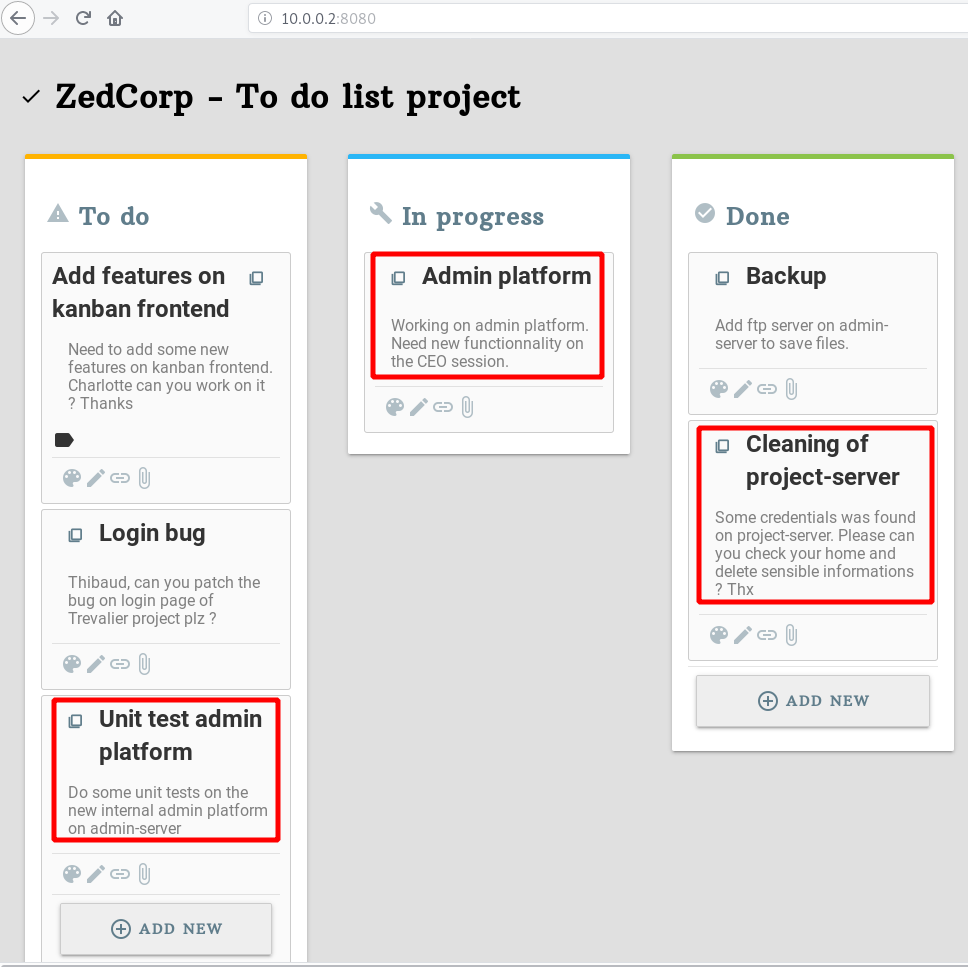 10.0.0.2:8080
ZedCorp - To do list project
To do
Add features on
kanban frontend
Need to add some new
features on kanban frontend.
Charlotte can you work on it
? Thanks
Login bug
Thibaud, can you patch the
bug on login page of
Trevalier project plz ?
Unit test admin
platform
Do some unit tests on the
new internal admin platform
on admin-server
ADD NEW
In progress
Admin platform
Working on admin platform.
Need new functionnality on
the CEO session.
Done
Backup
Add ftp server on admin-
server to save files.
Cleaning of
project-server
Some credentials was found
on project-server. Please can
you check your home and
delete sensible informations
? Thx
ADD NEW